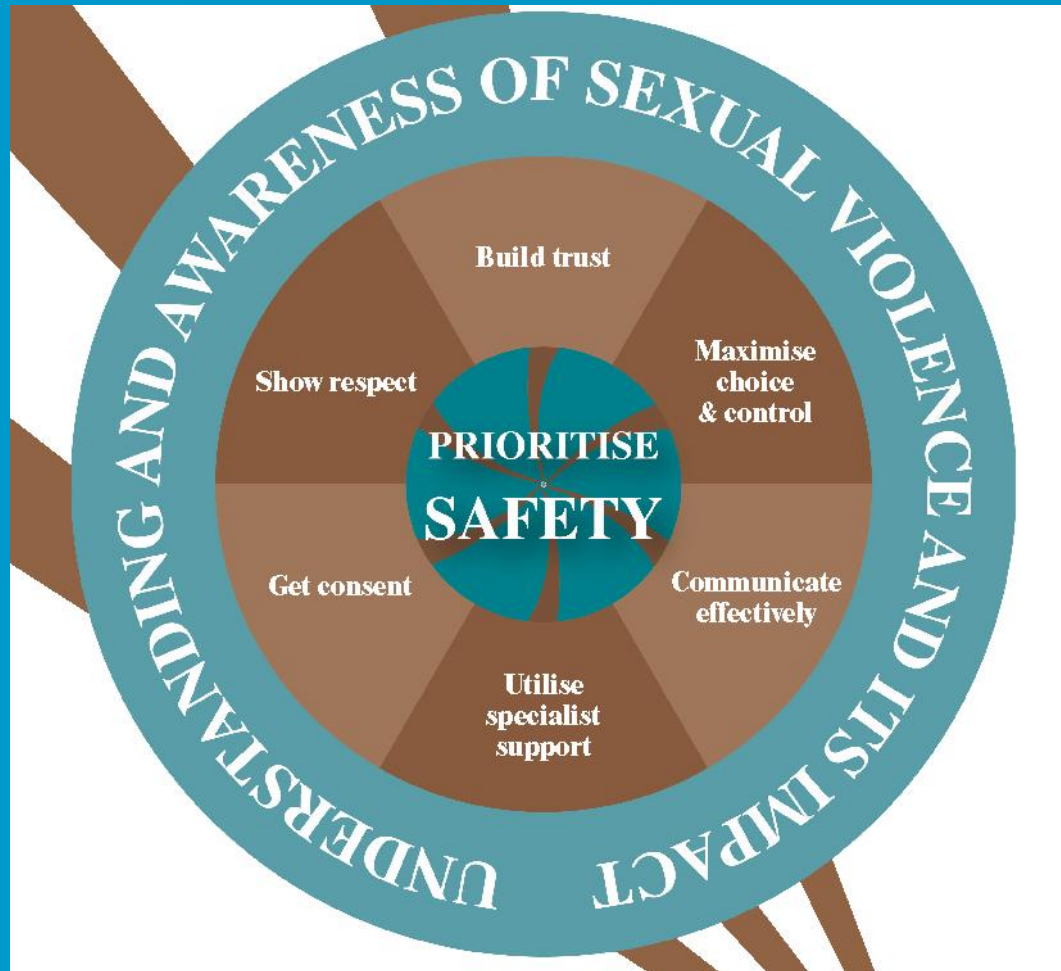 UNDERSTANDING AND AWARENESS OF SEXUAL VIOLENCE AND ITS IMPACT
Build trust
Maximise
choice
& control
Communicate
effectively
Utilise
specialist
support
Get consent
Show respect
PRIORITISE
SAFETY